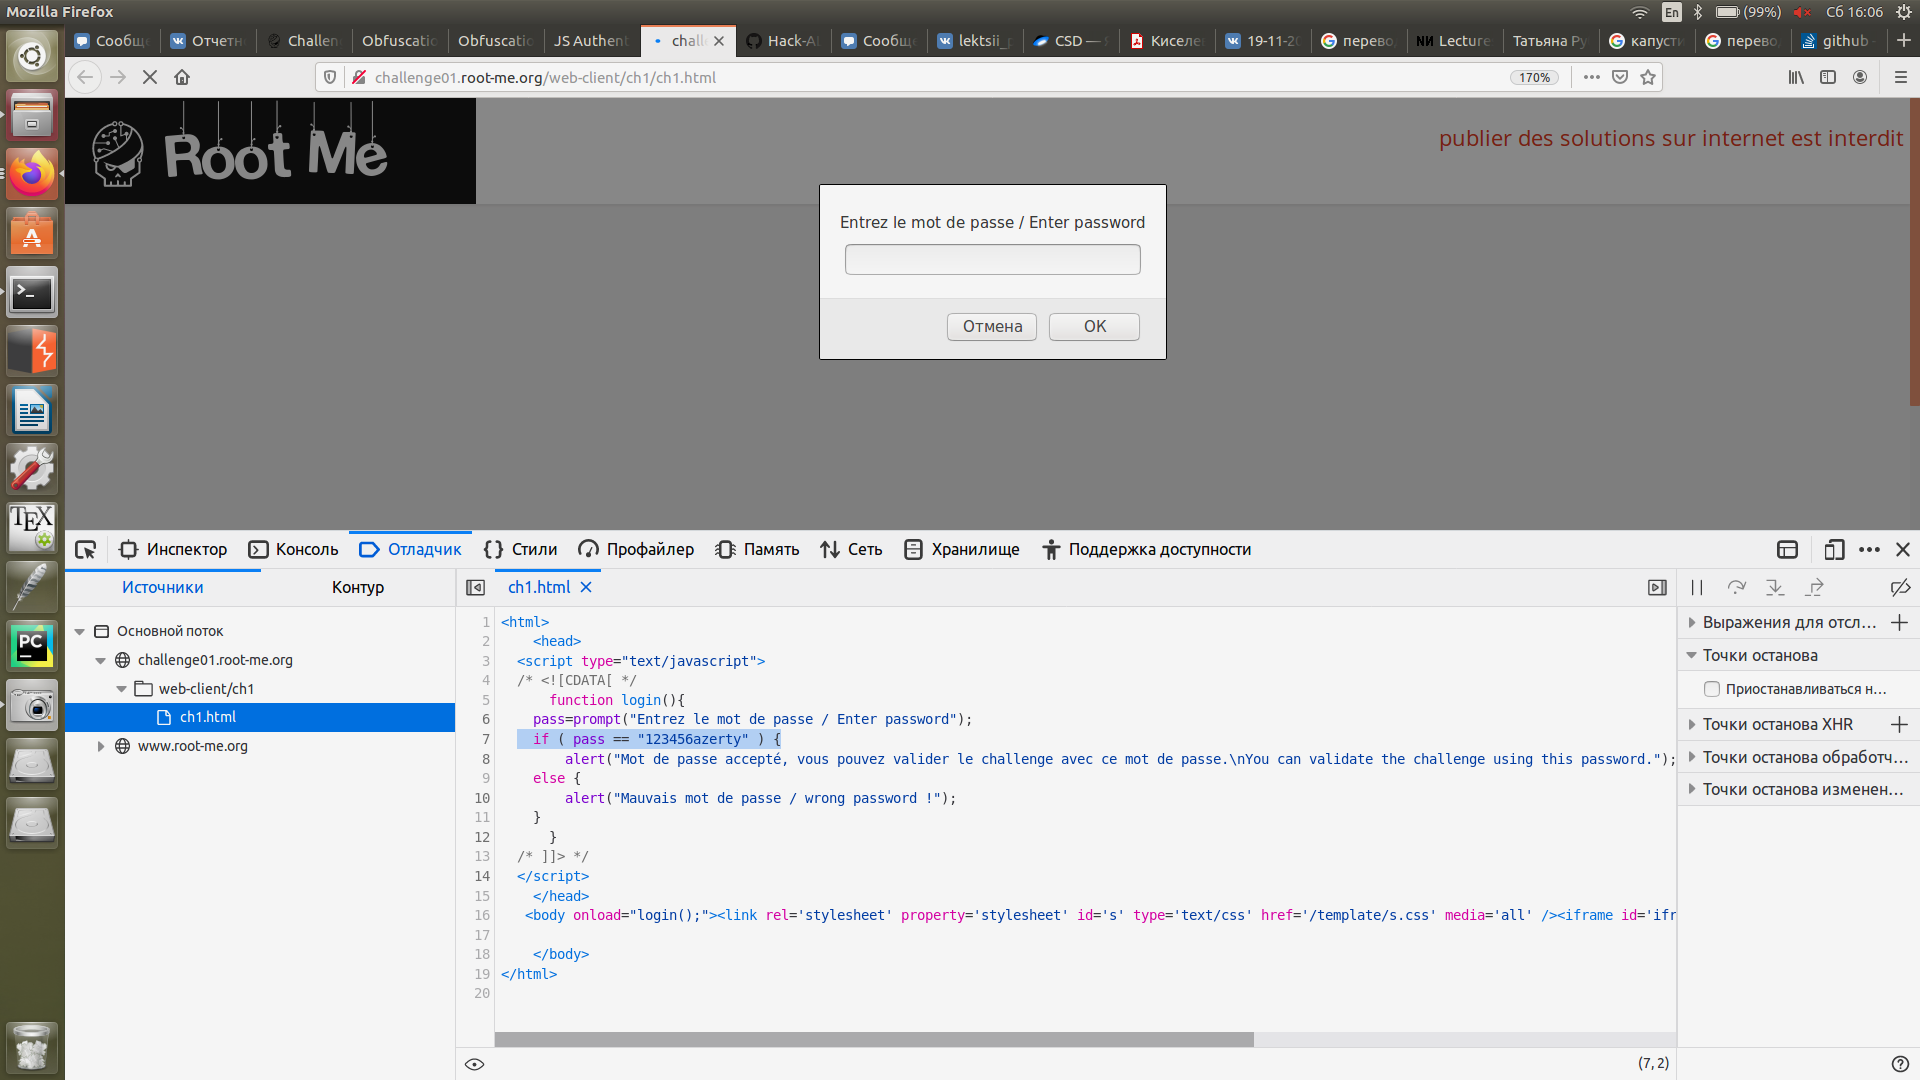 Mozilla Firefox
En
(99%)
Сб 16:06
Сообще
Отчетн
Challen
Obfuscatio
Obfuscatio
JS Authent
challe
Hack-Al
Сообще
lektsii_p
CSD —
Киселе
19-11-20
перево
Lecture
Татьяна Ру
капусти
перево
github
challenge01.root-me.org/web-client/ch1/ch1.html
170%
Root Me
publier des solutions sur internet est interdit
Entrez le mot de passe / Enter password
Отмена
ОК
Инспектор
Консоль
Отладчик
Стили
Профайлер
Память
Сеть
Хранилище
Поддержка доступности
Источники
Контур
ch1.html
Основной поток
challenge01.root-me.org
web-client/ch1
ch1.html
www.root-me.org
1 <html>
2 <head>
3 <script type="text/javascript">
4 /* <![CDATA[ */
5 function login(){
6 pass=prompt("Entrez le mot de passe / Enter password");
7 if ( pass == "123456azerty" ) {
8 alert("Mot de passe accepté, vous pouvez valider le challenge avec ce mot de passe.\nYou can validate the challenge using this password.");
9 else {
10 alert("Mauvais mot de passe / wrong password !");
11 }
12 }
13 /* ]]> */
14 </script>
15 </head>
16 <body onload="login();"><link rel='stylesheet' property='stylesheet' id='s' type='text/css' href='/template/s.css' media='all' /><iframe id='ifr
17
18 </body>
19 </html>
20
Выражения для отсл...
Точки останова
Приостанавливаться н...
Точки останова XHR
Точки останова обработч...
Точки останова изменен...
(7, 2)
TEX
PC